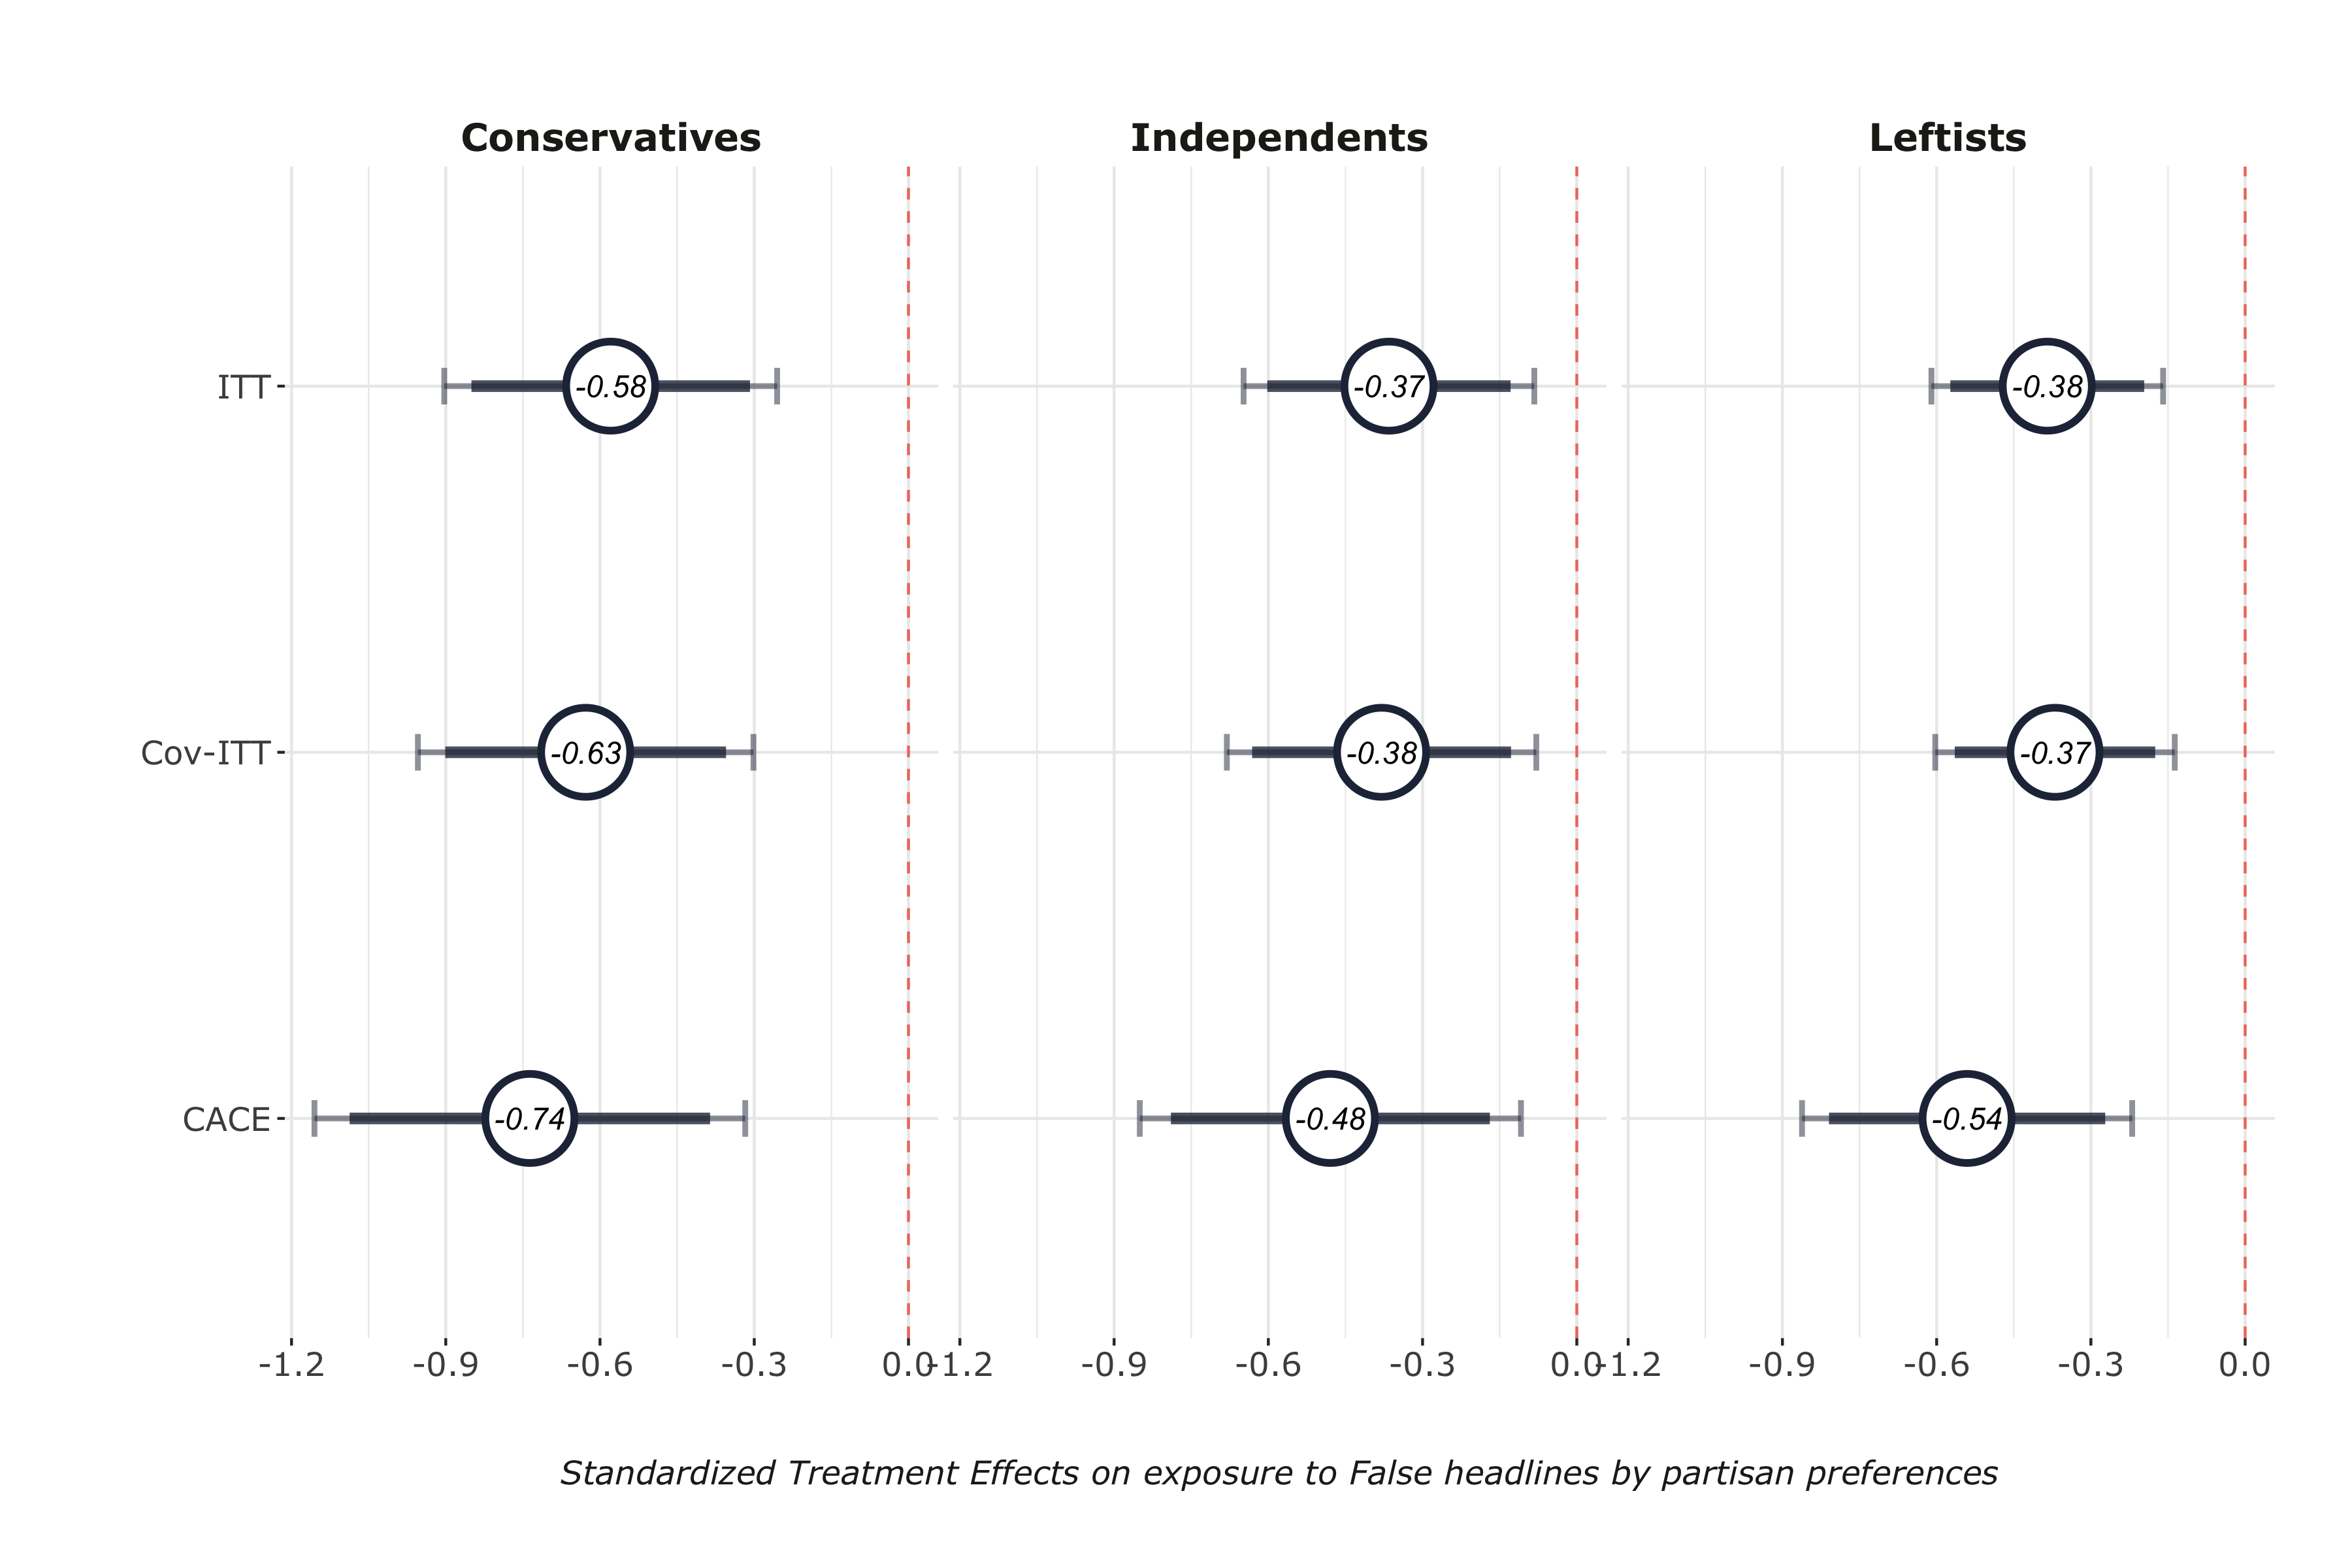 Conservatives Independents Leftists
ITT -0.58 -0.37 -0.38
Cov-ITT -0.63 -0.38 -0.37
CACE -0.74 -0.48 -0.54
-1.2 -0.9 -0.6 -0.3 0.0 -1.2 -0.9 -0.6 -0.3 0.0 -1.2 -0.9 -0.6 -0.3 0.0
Standardized Treatment Effects on exposure to False headlines by partisan preferences